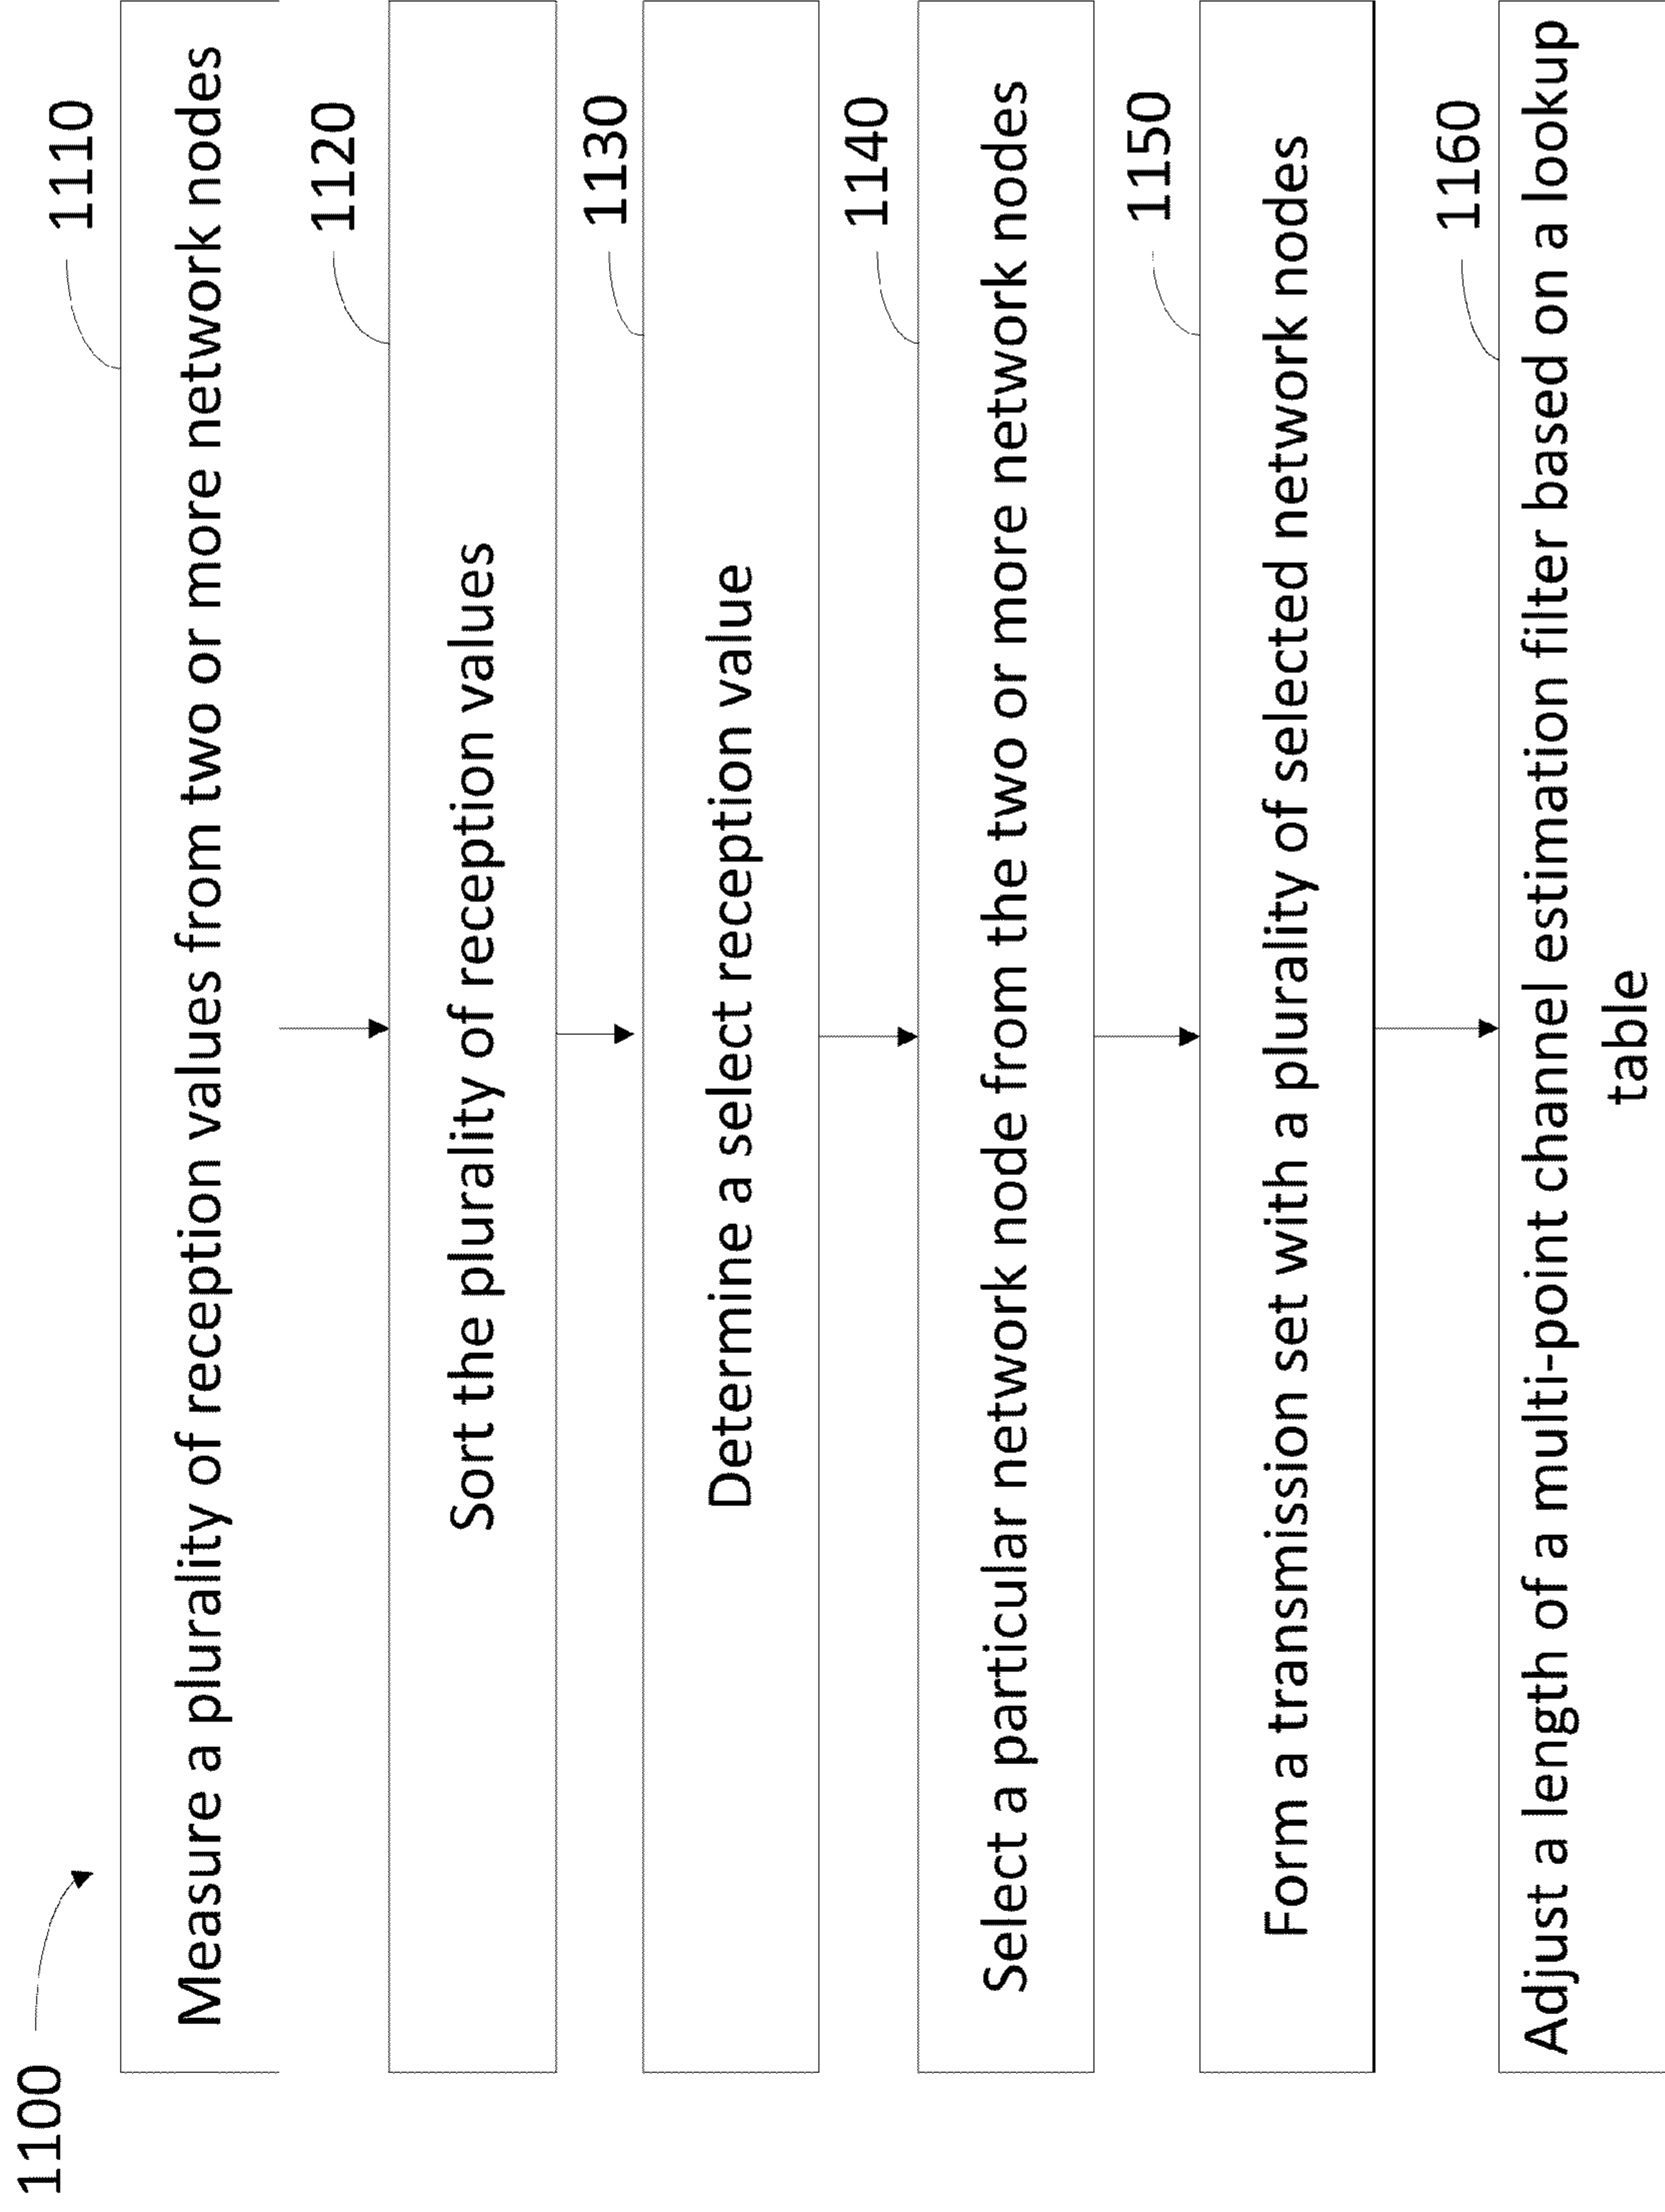 1100
1110
Measure a plurality of reception values from two or more network nodes
1120
Sort the plurality of reception values
1130
Determine a select reception value
1140
Select a particular network node from the two or more network nodes
1150
Form a transmission set with a plurality of selected network nodes
1160
Adjust a length of a multi-point channel estimation filter based on a lookup
table